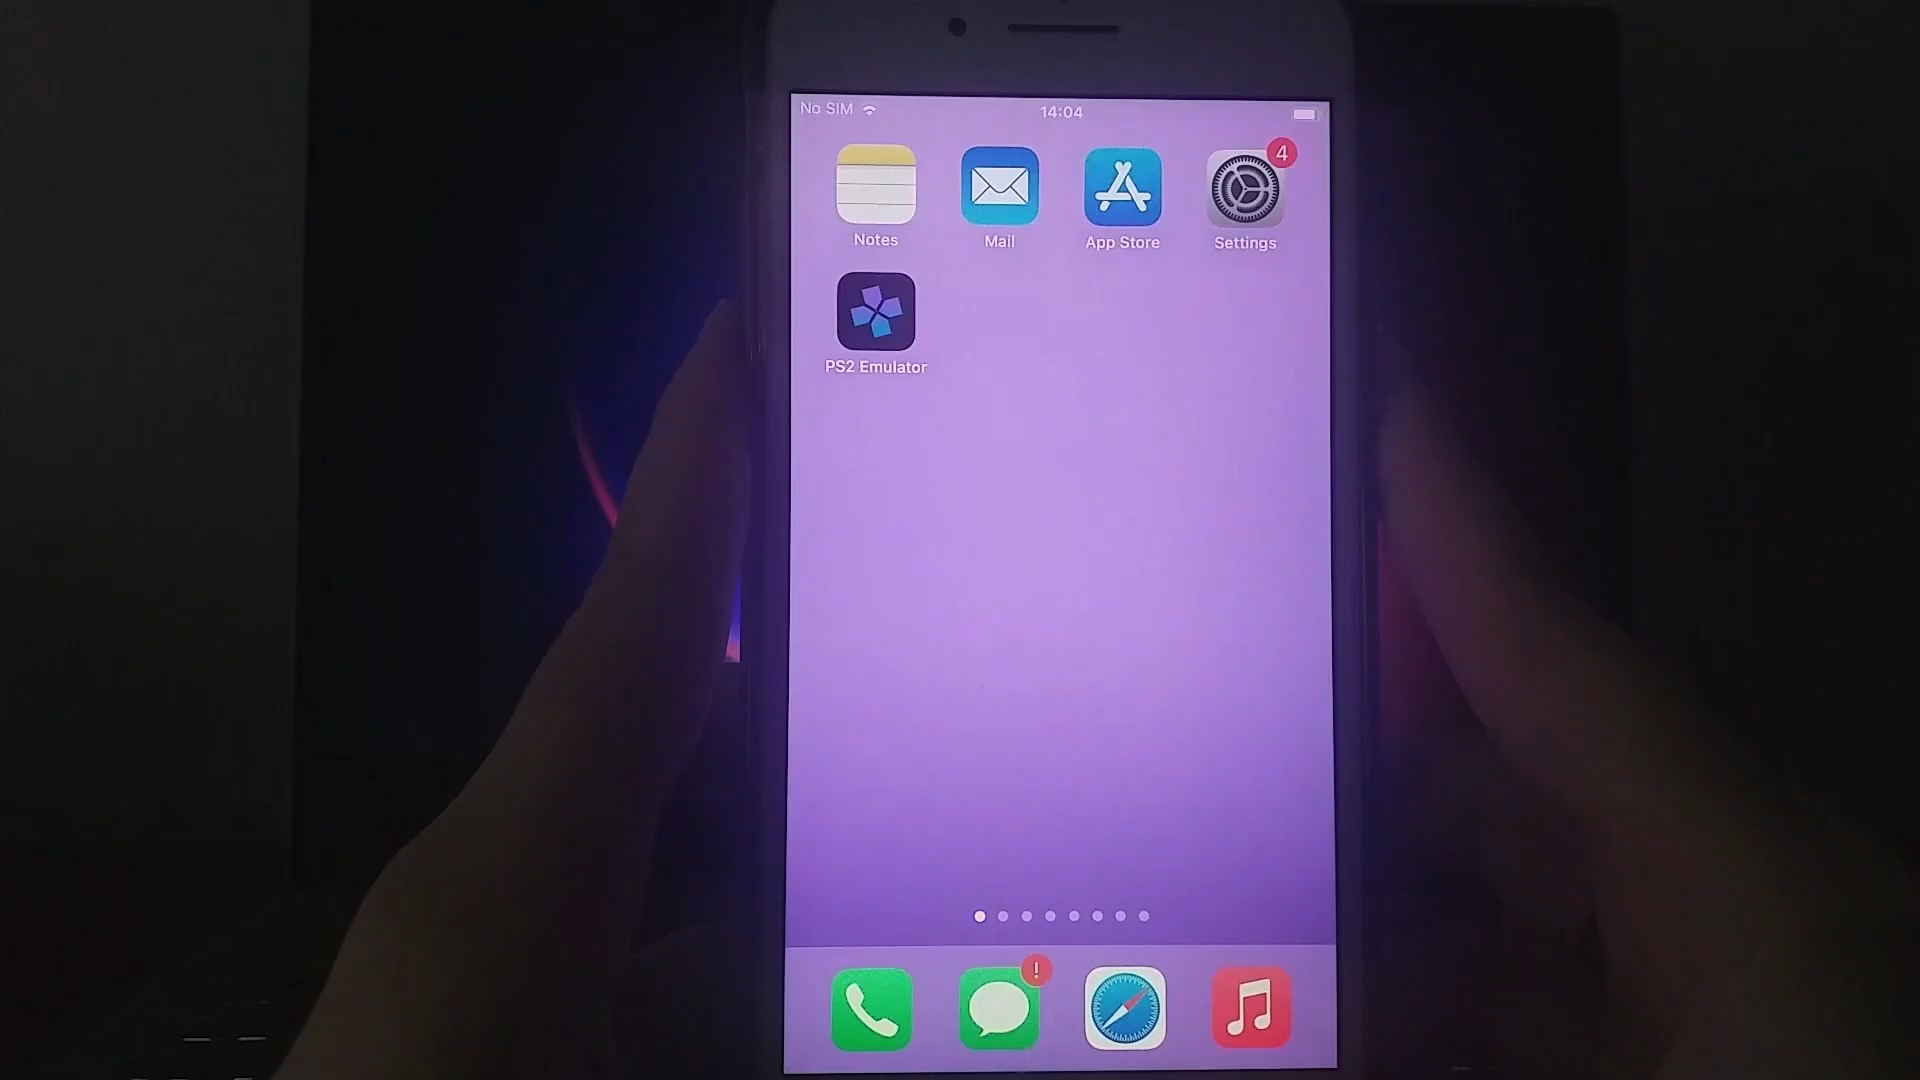 No SIM
14:04
4
Notes
Mail
App Store
Settings
PS2 Emulator
!